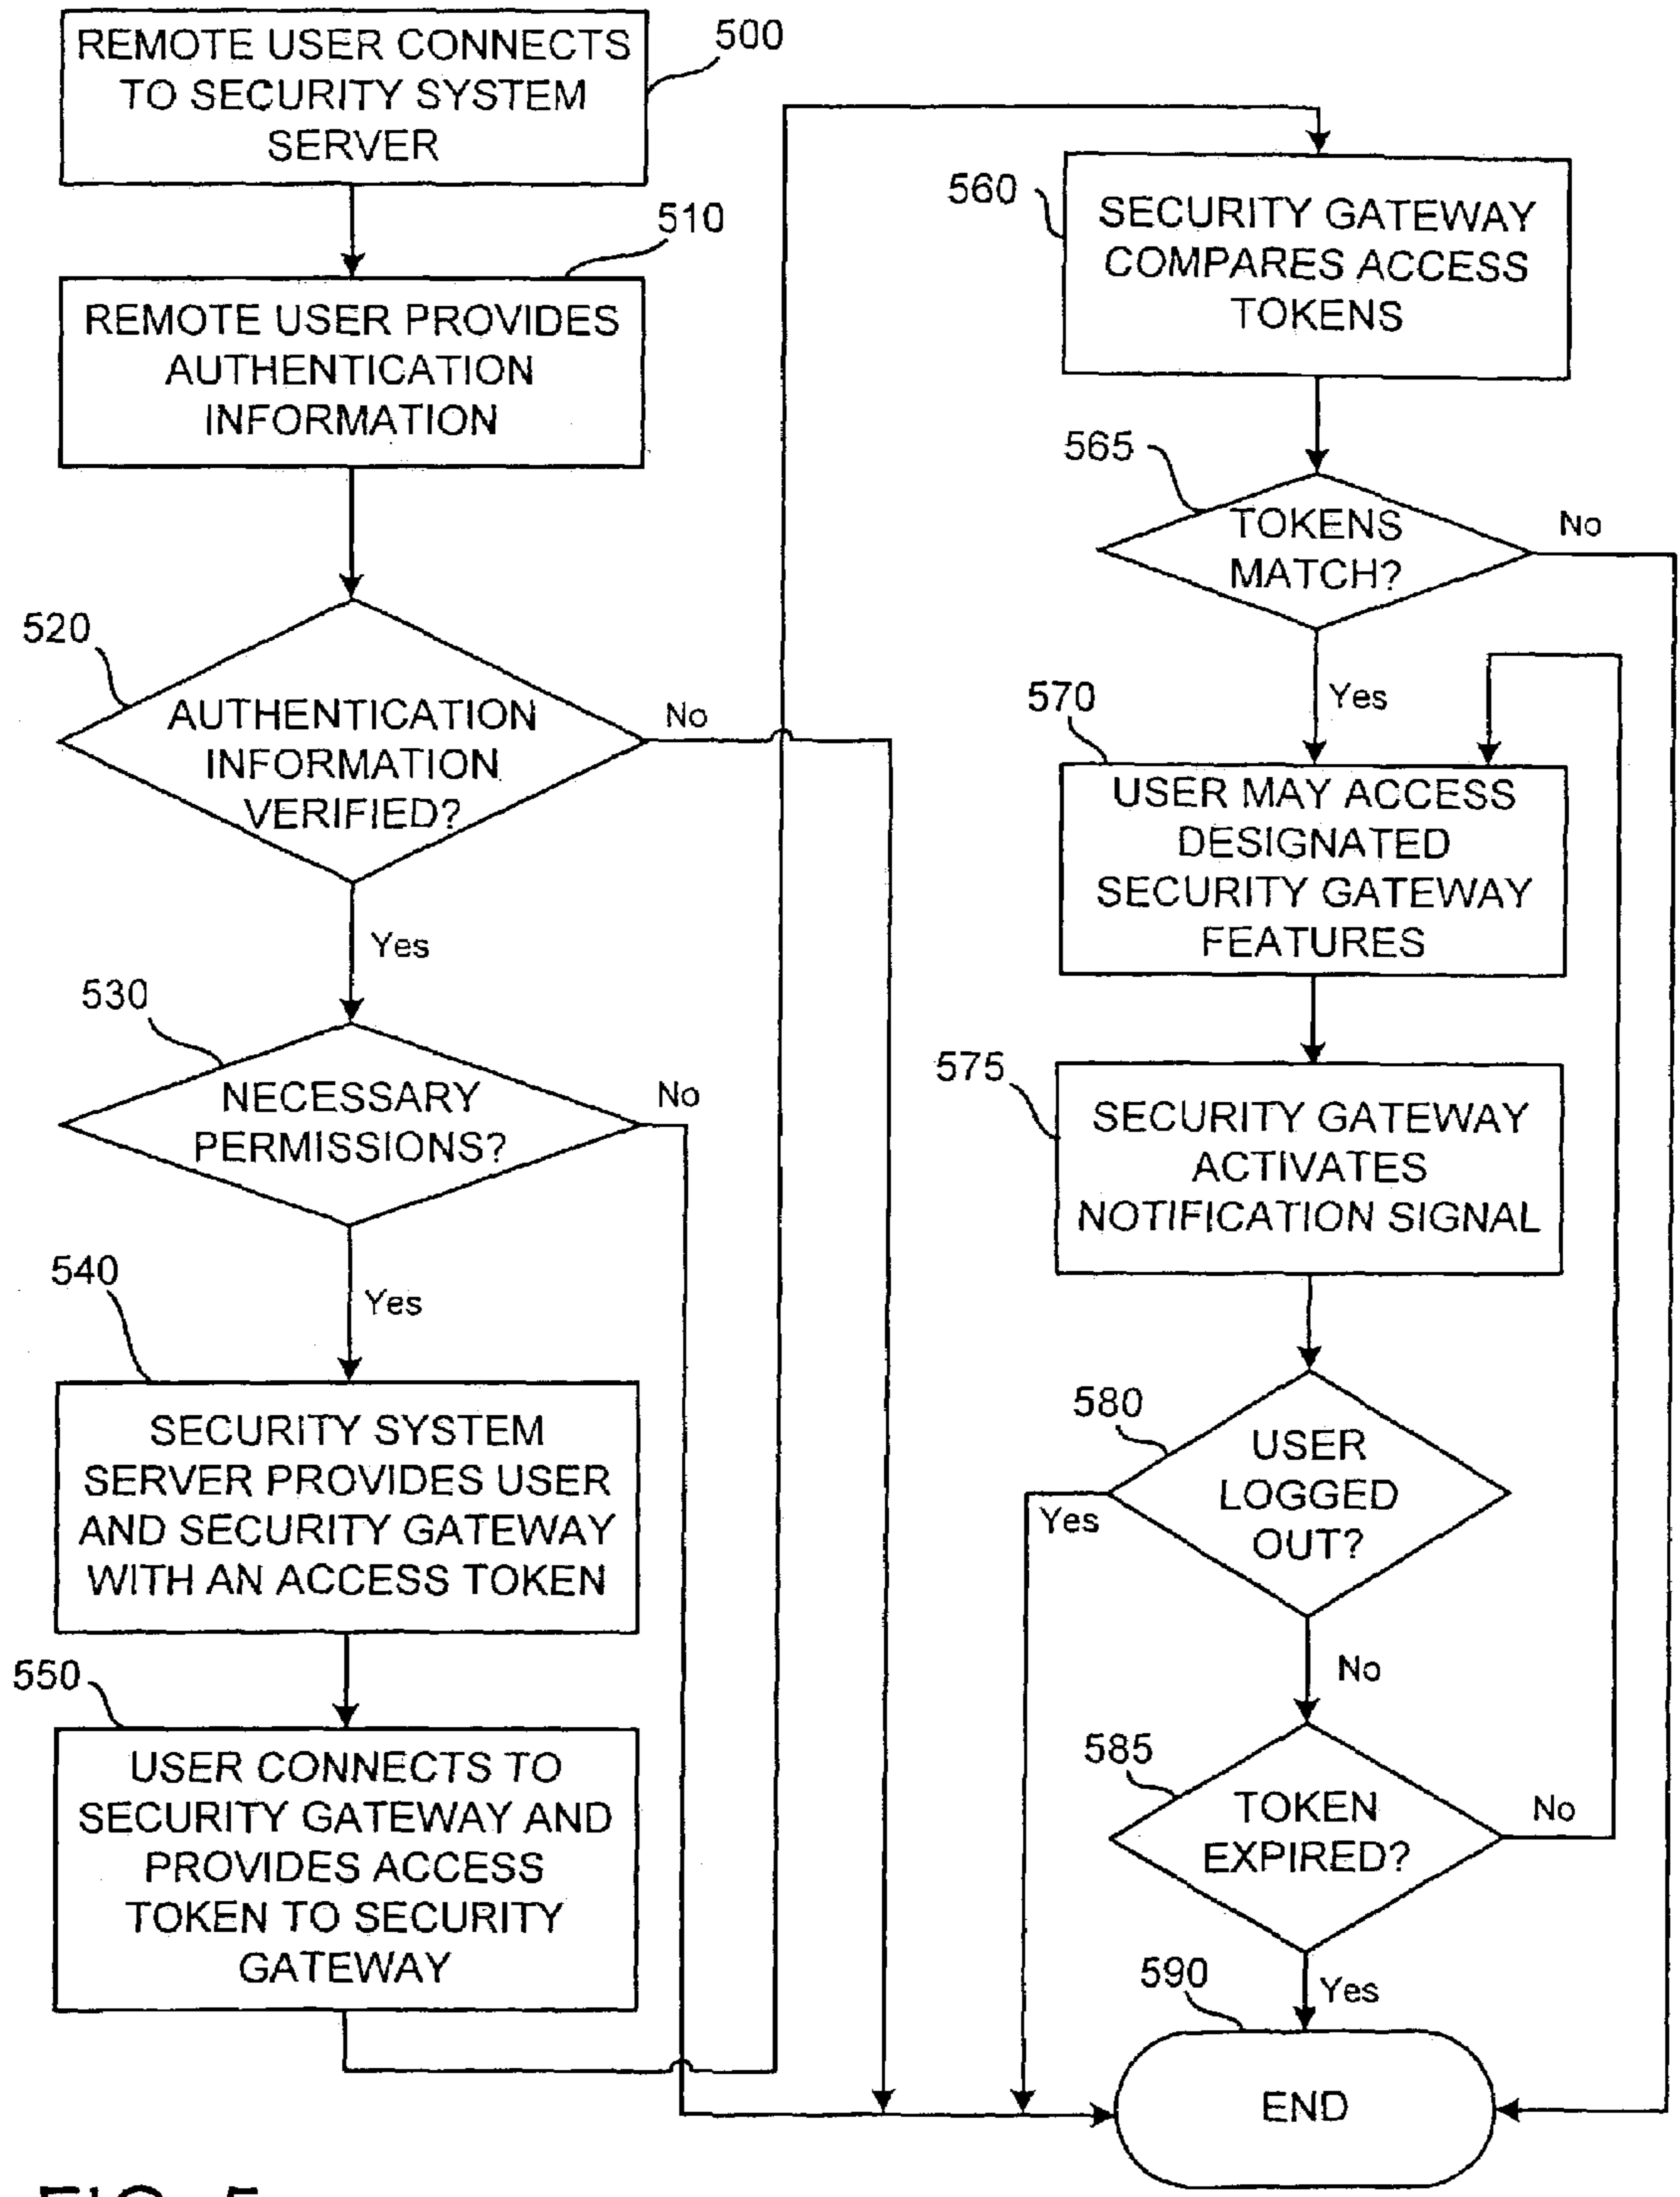 500
REMOTE USER CONNECTS
TO SECURITY SYSTEM
SERVER
510
REMOTE USER PROVIDES
AUTHENTICATION
INFORMATION
520
AUTHENTICATION
INFORMATION
VERIFIED?
No
Yes
530
NECESSARY
PERMISSIONS?
No
Yes
540
SECURITY SYSTEM
SERVER PROVIDES USER
AND SECURITY GATEWAY
WITH AN ACCESS TOKEN
550
USER CONNECTS TO
SECURITY GATEWAY AND
PROVIDES ACCESS
TOKEN TO SECURITY
GATEWAY
560
SECURITY GATEWAY
COMPARES ACCESS
TOKENS
565
TOKENS
MATCH?
No
Yes
570
USER MAY ACCESS
DESIGNATED
SECURITY GATEWAY
FEATURES
575
SECURITY GATEWAY
ACTIVATES
NOTIFICATION SIGNAL
580
USER
LOGGED
OUT?
Yes
No
585
TOKEN
EXPIRED?
No
Yes
590
END